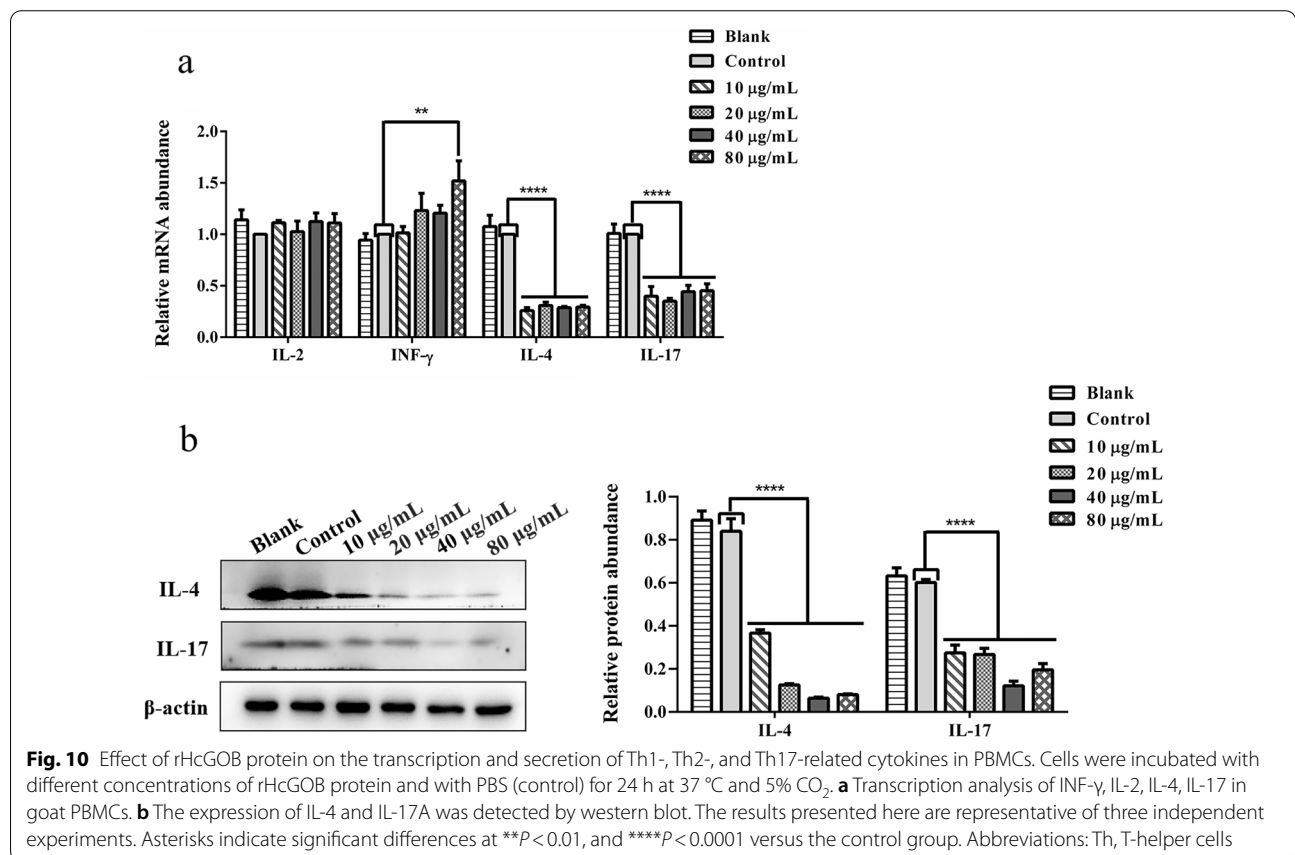 a
Blank
Control
10 μg/mL
20 μg/mL
40 μg/mL
80 μg/mL
Relative mRNA abundance
2.0
1.5
1.0
0.5
0.0
**
****
****
IL-2
INF-γ
IL-4
IL-17
b
Blank
Control
10 μg/mL
20 μg/mL
40 μg/mL
80 μg/mL
IL-4
IL-17
β-actin
Blank
Control
10 μg/mL
20 μg/mL
40 μg/mL
80 μg/mL
Relative protein abundance
1.0
0.8
0.6
0.4
0.2
0.0
****
****
IL-4
IL-17
Fig. 10 Effect of rHcGOB protein on the transcription and secretion of Th1-, Th2-, and Th17-related cytokines in PBMCs. Cells were incubated with
different concentrations of rHcGOB protein and with PBS (control) for 24 h at 37 °C and 5% CO₂. a Transcription analysis of INF-γ, IL-2, IL-4, IL-17 in
goat PBMCs. b The expression of IL-4 and IL-17A was detected by western blot. The results presented here are representative of three independent
experiments. Asterisks indicate significant differences at **P < 0.01, and ****P < 0.0001 versus the control group. Abbreviations: Th, T-helper cells